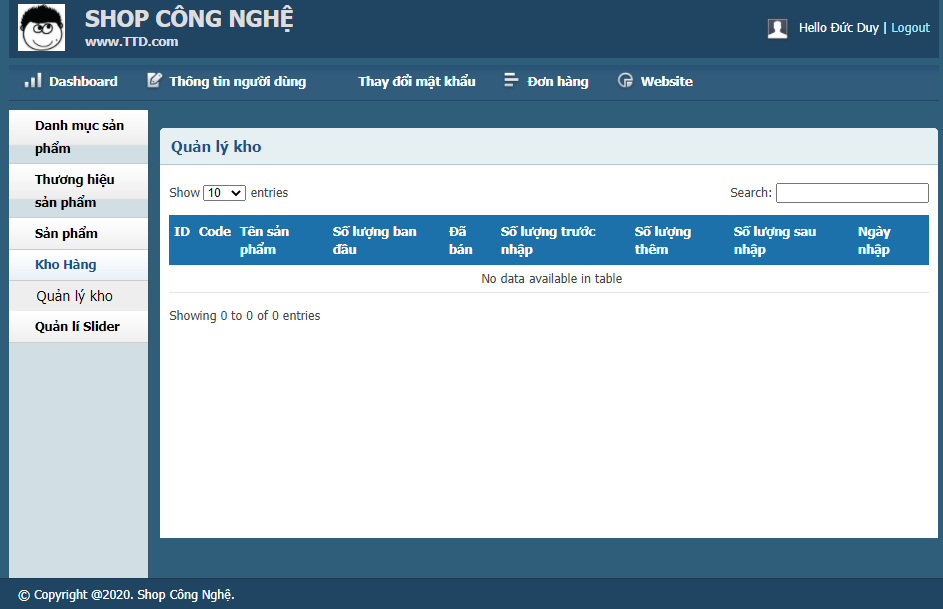 SHOP CÔNG NGHỆ
www.TTD.com
Hello Đức Duy | Logout
Dashboard Thông tin người dùng Thay đổi mật khẩu Đơn hàng Website
Danh mục sản
phẩm
Thương hiệu
sản phẩm
Sản phẩm
Kho Hàng
Quản lý kho
Quản lí Slider
Quản lý kho
Show 10 entries
Search:
ID Code Tên sản phẩm Số lượng ban đầu Đã bán Số lượng trước nhập Số lượng thêm Số lượng sau nhập Ngày nhập
No data available in table
Showing 0 to 0 of 0 entries
© Copyright @2020. Shop Công Nghệ.